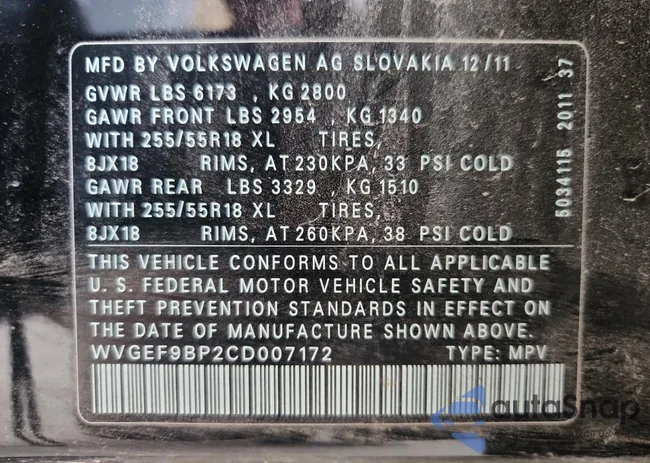 MFD BY VOLKSWAGEN AG SLOVAKIA 12/11
GVWR LBS 6173 , KG 2800
GAWR FRONT LBS 2954 , KG 1340
WITH 255/55R18 XL TIRES,
8JX18 RIMS, AT 230KPA, 33 PSI COLD
GAWR REAR LBS 3329 , KG 1510
WITH 255/55R18 XL TIRES,
8JX18 RIMS, AT 260KPA, 38 PSI COLD
THIS VEHICLE CONFORMS TO ALL APPLICABLE
U. S. FEDERAL MOTOR VEHICLE SAFETY AND
THEFT PREVENTION STANDARDS IN EFFECT ON
THE DATE OF MANUFACTURE SHOWN ABOVE.
WVGEF9BP2CD007172 TYPE: MPV
5034115 2011 37
autoSnap